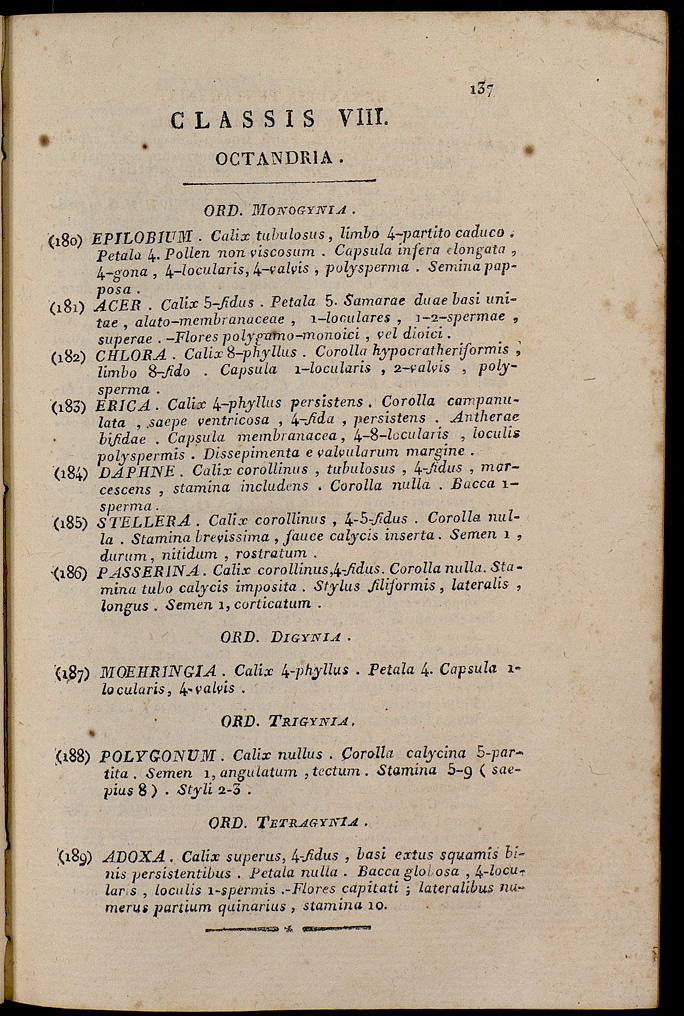 137
CLASSIS VIII.
OCTANDRIA .
ORD. MONOGYNIA .
(180) EPILOBIUM . Calix tubulosus, limbo 4-partito caduco .
Petala 4. Pollen non viscosum . Capsula infera elongata ,
4-gona , 4-locularis, 4-valvis , polysperma . Semina pap-
posa .
(181) ACER . Calix 5-fidus . Petala 5. Samarae duae basi uni-
tae , alato-membranaceae , 1-loculares , 1-2-spermae ,
superae . -Flores polygamo-monoici , vel dioici .
(182) CHLORA . Calix 8-phyllus . Corolla hypocratheriformis ,
limbo 8-fido . Capsula 1-locularis , 2-valvis , poly-
sperma .
(183) ERICA . Calix 4-phyllus persistens . Corolla campanu-
lata , saepe ventricosa , 4-fida , persistens . Antherae
bifidae . Capsula membranacea, 4-8-locularis , loculis
polyspermis . Dissepimenta e valvularum margine .
(184) DAPHNE . Calix corollinus , tubulosus , 4-fidus , mar-
cescens , stamina includens . Corolla nulla . Bacca 1-
sperma .
(185) STELLERA . Calix corollinus , 4-5-fidus . Corolla nul-
la . Stamina brevissima , fauce calycis inserta. Semen 1 ,
durum, nitidum , rostratum .
(186) PASSERINA. Calix corollinus,4-fidus. Corolla nulla. Sta-
mina tubo calycis imposita . Stylus filiformis, lateralis ,
longus . Semen 1, corticatum .
ORD. DIGYNIA .
(187) MOEHRINGIA . Calix 4-phyllus . Petala 4. Capsula 1-
locularis, 4-valvis .
ORD. TRIGYNIA.
(188) POLYGONUM . Calix nullus . Corolla calycina 5-par-
tita . Semen 1, angulatum , tectum . Stamina 5-9 ( sae-
pius 8 ) . Styli 2-3 .
ORD. TETRAGYNIA .
(189) ADOXA . Calix superus, 4-fidus , basi extus squamis bi-
nis persistentibus . Petala nulla . Bacca globosa , 4-locu-
laris , loculis 1-spermis .-Flores capitati ; lateralibus nu-
merus partium quinarius , stamina 10.